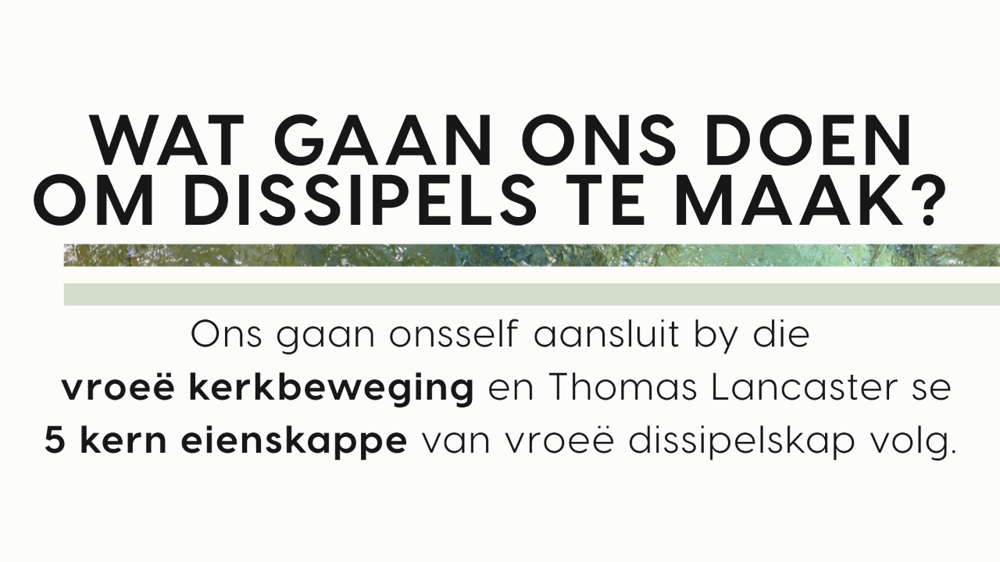 WAT GAAN ONS DOEN
OM DISSIPELS TE MAAK?
Ons gaan onsself aansluit by die
vroeë kerkbeweging en Thomas Lancaster se
5 kern eienskappe van vroeë dissipelskap volg.